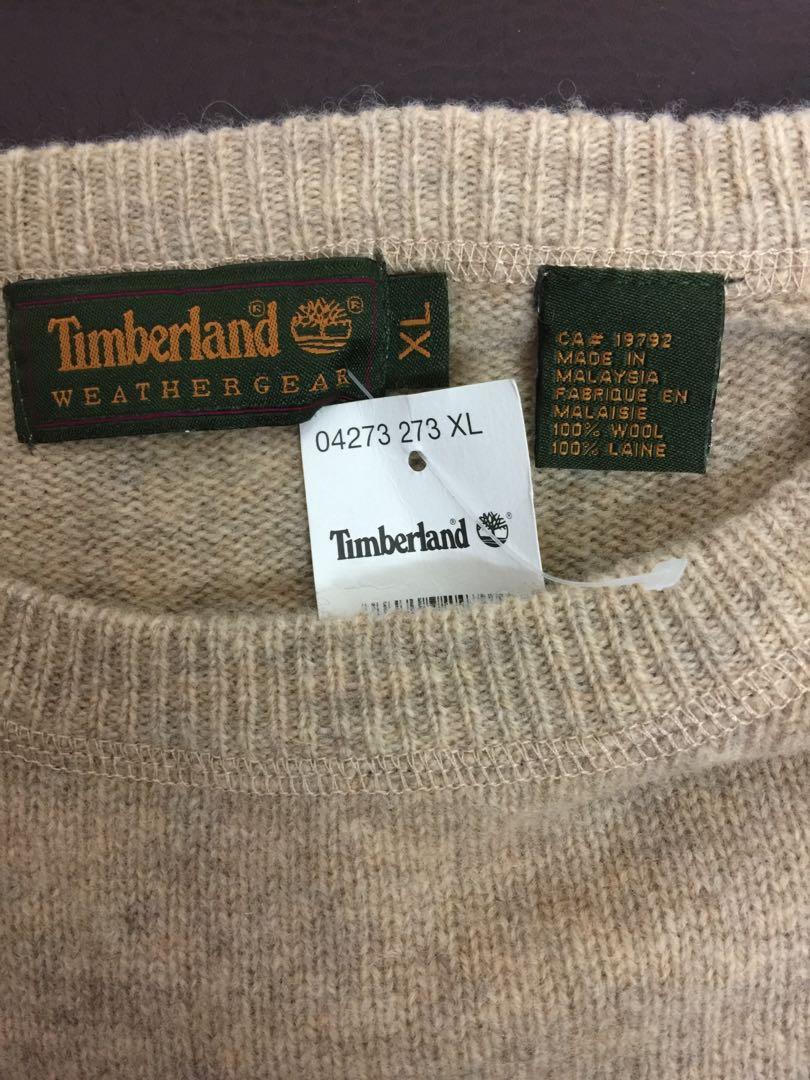 Timberland®
®
WEATHERGEAR
XL
CA# 19792
MADE IN
MALAYSIA
FABRIQUE EN
MALAISIE
100% WOOL
100% LAINE
04273 273 XL
Timberland® ®